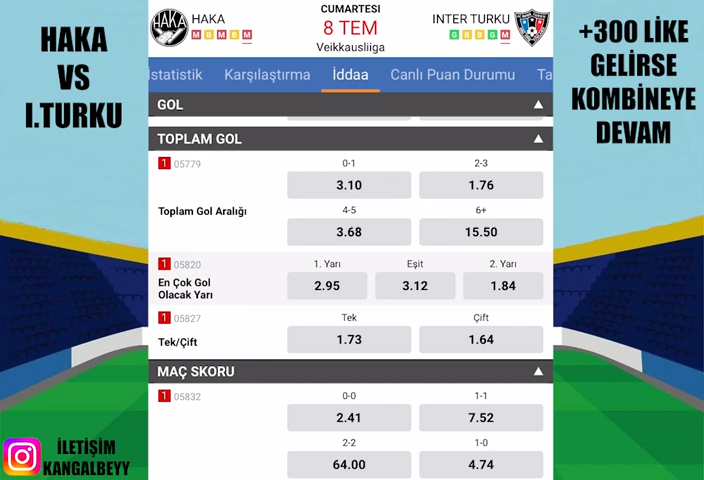 HAKA
VS
I.TURKU
HAKA
HAKA
M B M B M
CUMARTESİ
8 TEM
Veikkausliiga
INTER TURKU
G B B G M
+300 LİKE
GELİRSE
KOMBİNEYE
DEVAM
İstatistik Karşılaştırma İddaa Canlı Puan Durumu Ta
GOL
TOPLAM GOL
1 05779
0-1 2-3
3.10 1.76
Toplam Gol Aralığı
4-5 6+
3.68 15.50
1 05820
1. Yarı Eşit 2. Yarı
En Çok Gol
Olacak Yarı
2.95 3.12 1.84
1 05827
Tek Çift
Tek/Çift
1.73 1.64
MAÇ SKORU
1 05832
0-0 1-1
2.41 7.52
2-2 1-0
64.00 4.74
İLETİŞİM
KANGALBEYY